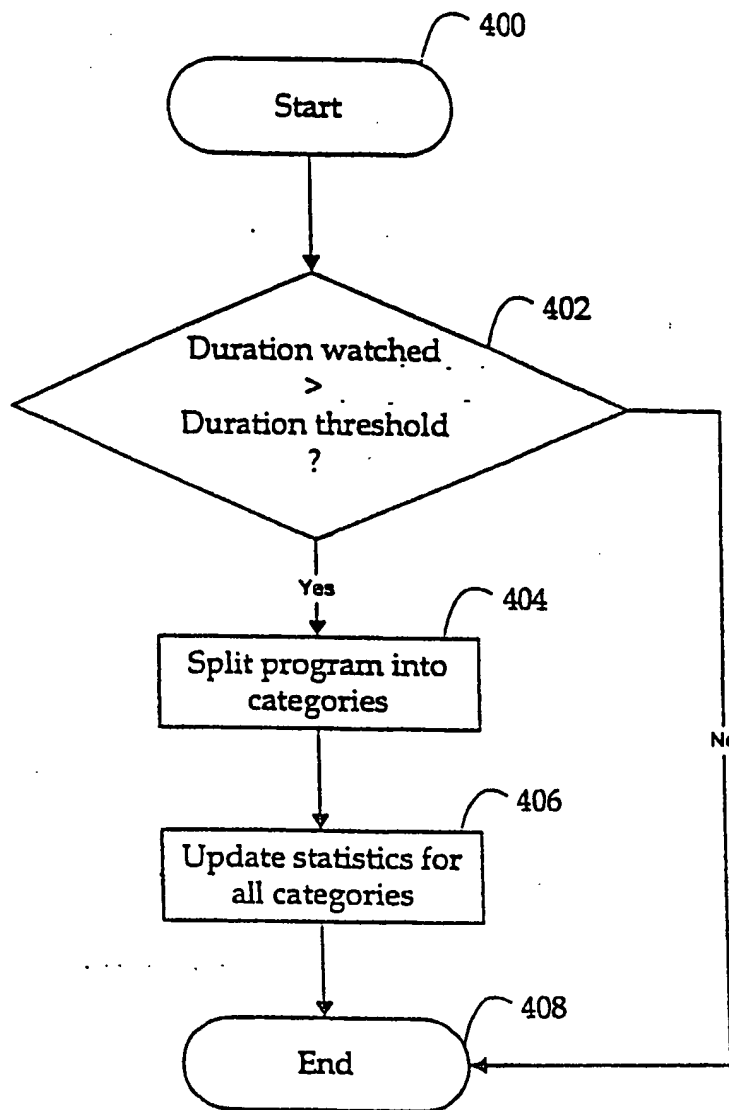 400
Start
402
Duration watched
>
Duration threshold
?
Yes
404
Split program into
categories
No
406
Update statistics for
all categories
408
End